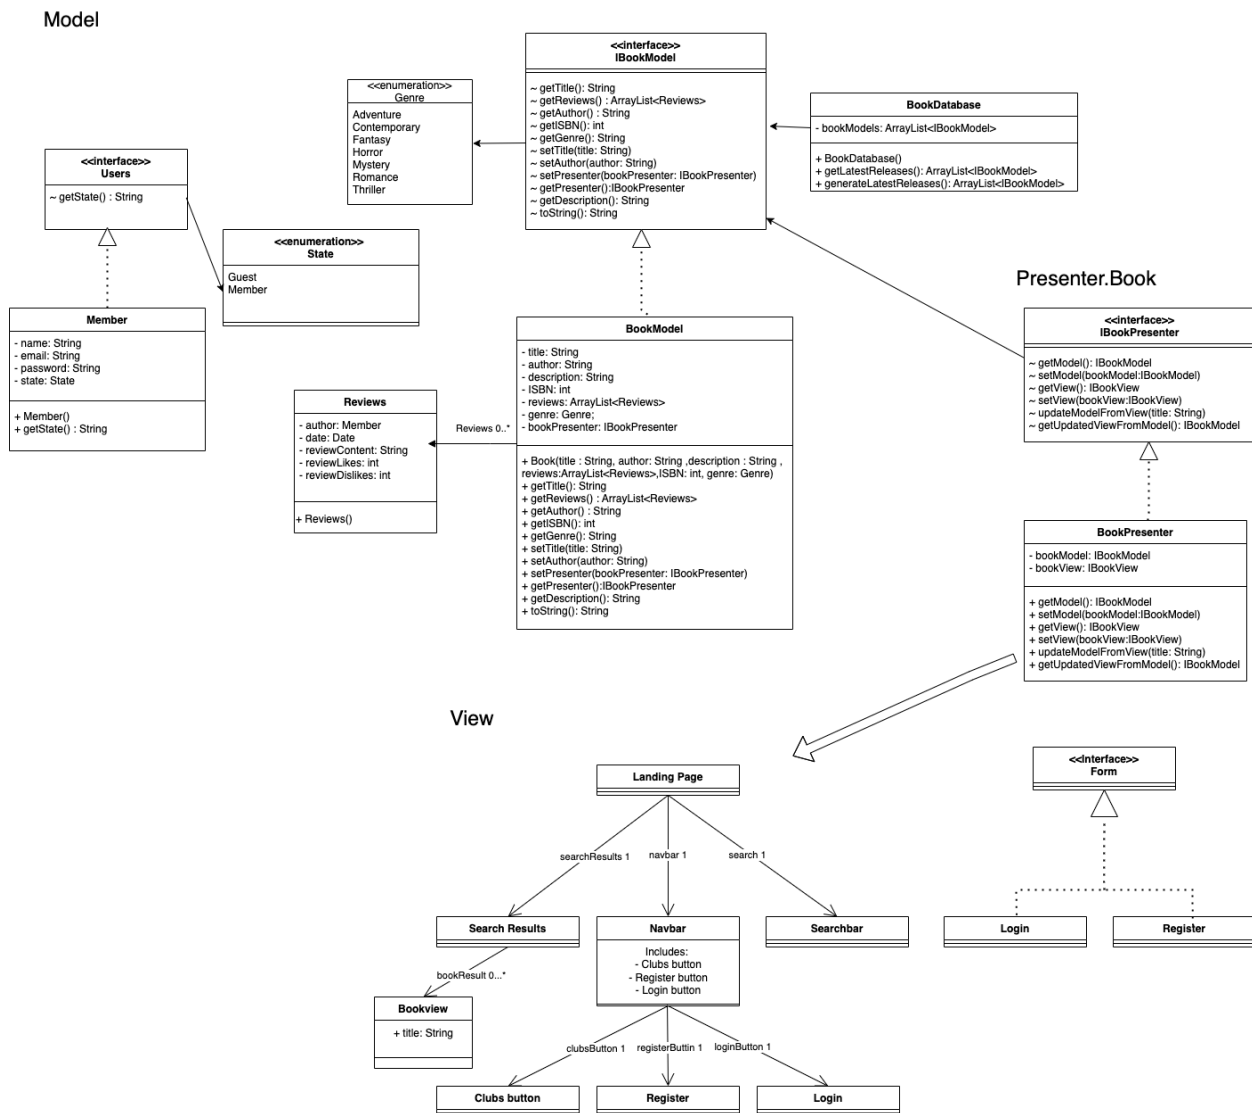 Model
<<interface>>
IBookModel
~ getTitle(): String
~ getReviews() : ArrayList<Reviews>
~ getAuthor() : String
~ getISBN(): int
~ getGenre(): String
~ setTitle(title: String)
~ setAuthor(author: String)
~ setPresenter(bookPresenter: IBookPresenter)
~ getPresenter():IBookPresenter
~ getDescription(): String
~ toString(): String
<<enumeration>>
Genre
Adventure
Contemporary
Fantasy
Horror
Mystery
Romance
Thriller
BookDatabase
- bookModels: ArrayList<IBookModel>
+ BookDatabase()
+ getLatestReleases(): ArrayList<IBookModel>
+ generateLatestReleases(): ArrayList<IBookModel>
<<interface>>
Users
~ getState() : String
<<enumeration>>
State
Guest
Member
Member
- name: String
- email: String
- password: String
- state: State
+ Member()
+ getState() : String
Reviews
- author: Member
- date: Date
- reviewContent: String
- reviewLikes: int
- reviewDislikes: int
+ Reviews()
Reviews 0..*
BookModel
- title: String
- author: String
- description: String
- ISBN: int
- reviews: ArrayList<Reviews>
- genre: Genre;
- bookPresenter: IBookPresenter
+ Book(title : String, author: String ,description : String ,
reviews:ArrayList<Reviews>,ISBN: int, genre: Genre)
+ getTitle(): String
+ getReviews() : ArrayList<Reviews>
+ getAuthor() : String
+ getISBN(): int
+ getGenre(): String
+ setTitle(title: String)
+ setAuthor(author: String)
+ setPresenter(bookPresenter: IBookPresenter)
+ getPresenter():IBookPresenter
+ getDescription(): String
+ toString(): String
Presenter.Book
<<interface>>
IBookPresenter
~ getModel(): IBookModel
~ setModel(bookModel:IBookModel)
~ getView(): IBookView
~ setView(bookView:IBookView)
~ updateModelFromView(title: String)
~ getUpdatedViewFromModel(): IBookModel
BookPresenter
- bookModel: IBookModel
- bookView: IBookView
+ getModel(): IBookModel
+ setModel(bookModel:IBookModel)
+ getView(): IBookView
+ setView(bookView:IBookView)
+ updateModelFromView(title: String)
+ getUpdatedViewFromModel(): IBookModel
View
Landing Page
searchResults 1
navbar 1
search 1
Search Results
Navbar
Includes:
- Clubs button
- Register button
- Login button
Searchbar
bookResult 0...*
Bookview
+ title: String
clubsButton 1
registerButtin 1
loginButton 1
Clubs button
Register
Login
<<Interface>>
Form
Login
Register